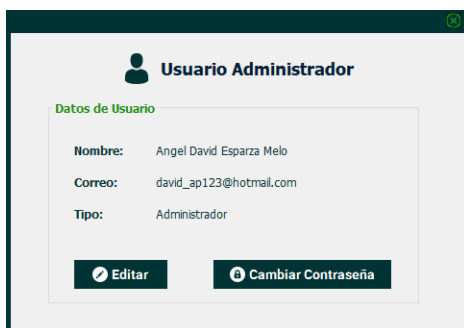 Usuario Administrador
Datos de Usuario
Nombre: Angel David Esparza Melo
Correo: david_ap123@hotmail.com
Tipo: Administrador
Editar Cambiar Contraseña